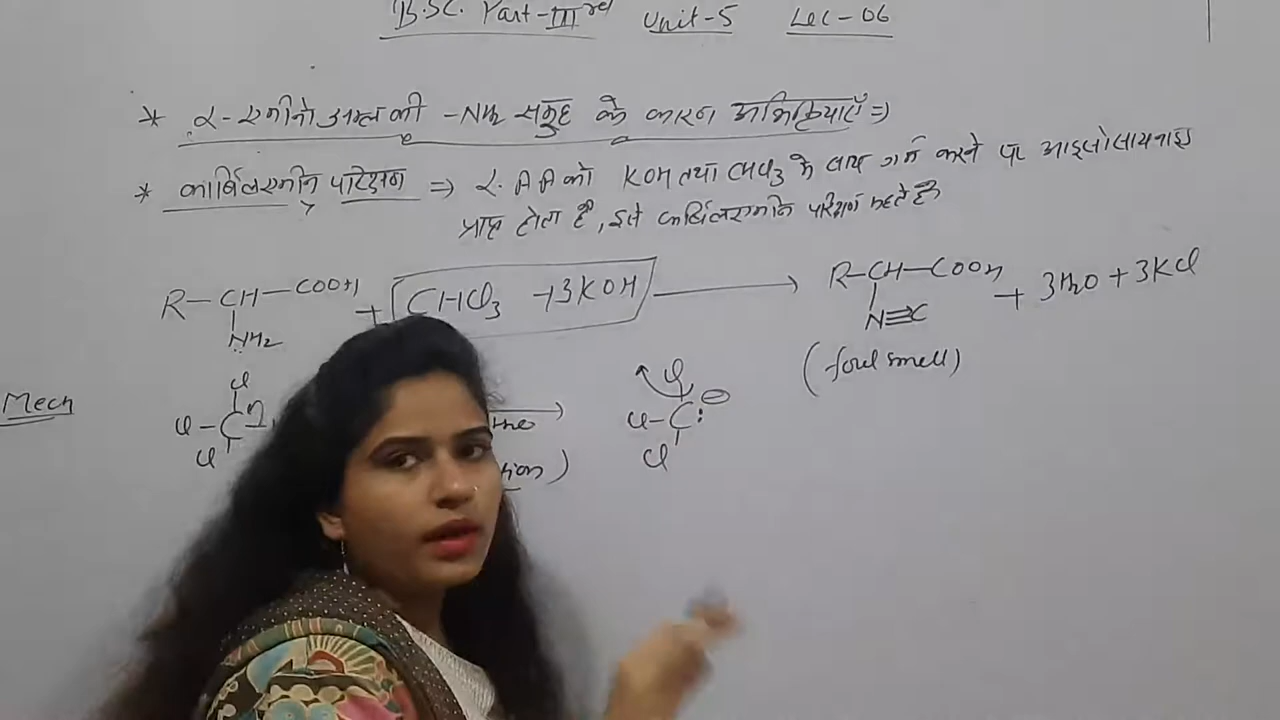 B.SC. Part-III rd Unit-5 Lec-06
* α-एमीनो अम्ल की -NH2 समूह के कारण अभिक्रियाएँ ⇒
* कार्बिलएमीन परिक्षण ⇒ α.AA को KOH तथा CHCl3 के साथ गर्म करने पर आइसोसायनाइड
प्राप्त होता है, इसे कार्बिलएमीन परिक्षण कहते हैं
R-CH-COOH + CHCl3 +3KOH → R-CH-COOH + 3H2O + 3KCl
NH2 N≡C
(foul smell)
Mech
Cl Cl
Cl-C Cl-C: ⊖
Cl Cl